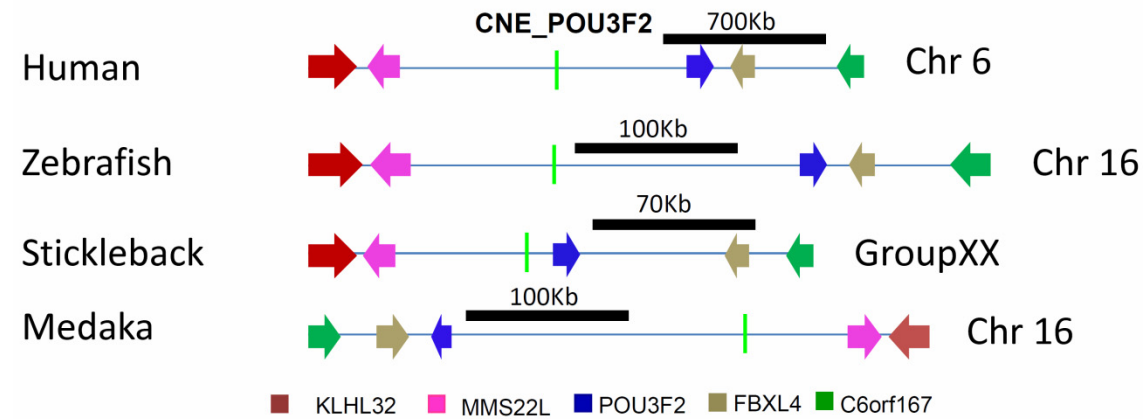 CNE_POU3F2 700Kb
Human Chr 6
100Kb
Zebrafish Chr 16
70Kb
Stickleback GroupXX
100Kb
Medaka Chr 16
KLHL32 MMS22L POU3F2 FBXL4 C6orf167